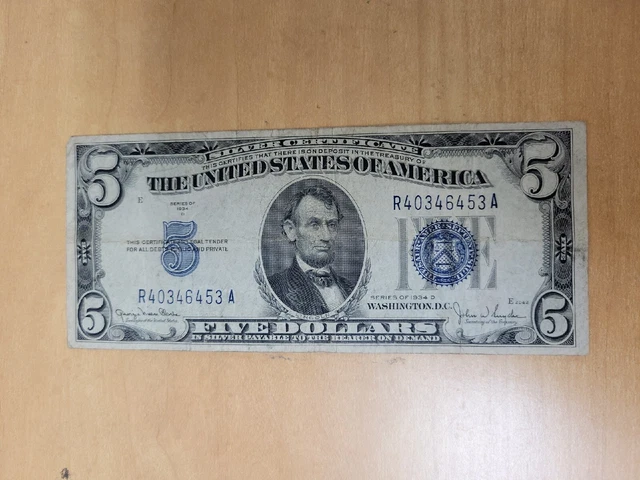 SILVER CERTIFICATE
THIS CERTIFIES THAT THERE IS ON DEPOSIT IN THE TREASURY OF
5 THE UNITED STATES OF AMERICA 5
SERIES OF
1934
D
R40346453A
THIS CERTIFICATE IS LEGAL TENDER
FOR ALL DEBTS PUBLIC AND PRIVATE
5
FIVE
R40346453A
SERIES OF 1934 D
WASHINGTON, D.C.
5 FIVE DOLLARS 5
IN SILVER PAYABLE TO THE BEARER ON DEMAND